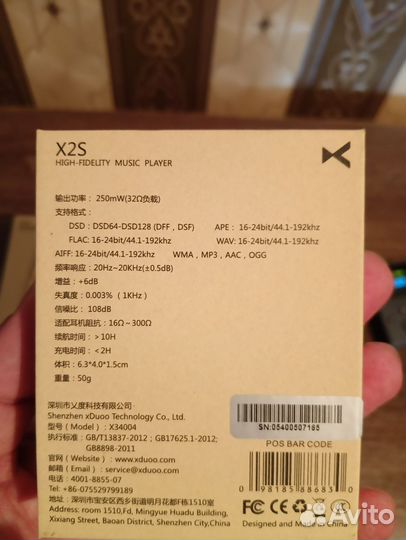 X2S
HIGH-FIDELITY MUSIC PLAYER
输出功率：250mW(32Ω负载)
支持格式：
DSD：DSD64-DSD128 (DFF , DSF) APE : 16-24bit/44.1-192khz
FLAC: 16-24bit/44.1-192khz WAV: 16-24bit/44.1-192khz
AIFF: 16-24bit/44.1-192khz WMA , MP3 , AAC , OGG
频率响应：20Hz~20KHz(±0.5dB)
增益：+6dB
失真度：0.003%（1KHz）
信噪比：108dB
适配耳机阻抗：16Ω～300Ω
续航时间：＞10H
充电时间：＜2H
体积：6.3*4.0*1.5cm
重量：50g
SN:05400507165
深圳市乂度科技有限公司
Shenzhen xDuoo Technology Co., Ltd.
型号（Model）：X34004
执行标准：GB/T13837-2012 ; GB17625.1-2012;
GB8898-2011
官网（Website）：www.xduoo.com
邮箱（Email）：service@xduoo.com
电话：4001-8855-07
Tel：+86-075529799189
地址：深圳市宝安区西乡街道明月花都F栋1510室
Address: Room 1510,Fd, Mingyue Huadu Building,
Xixiang Street, Baoan District, Shenzhen, China
POS BAR CODE
0 98185 88683 0
CE FC
Designed and Made in China
Avito